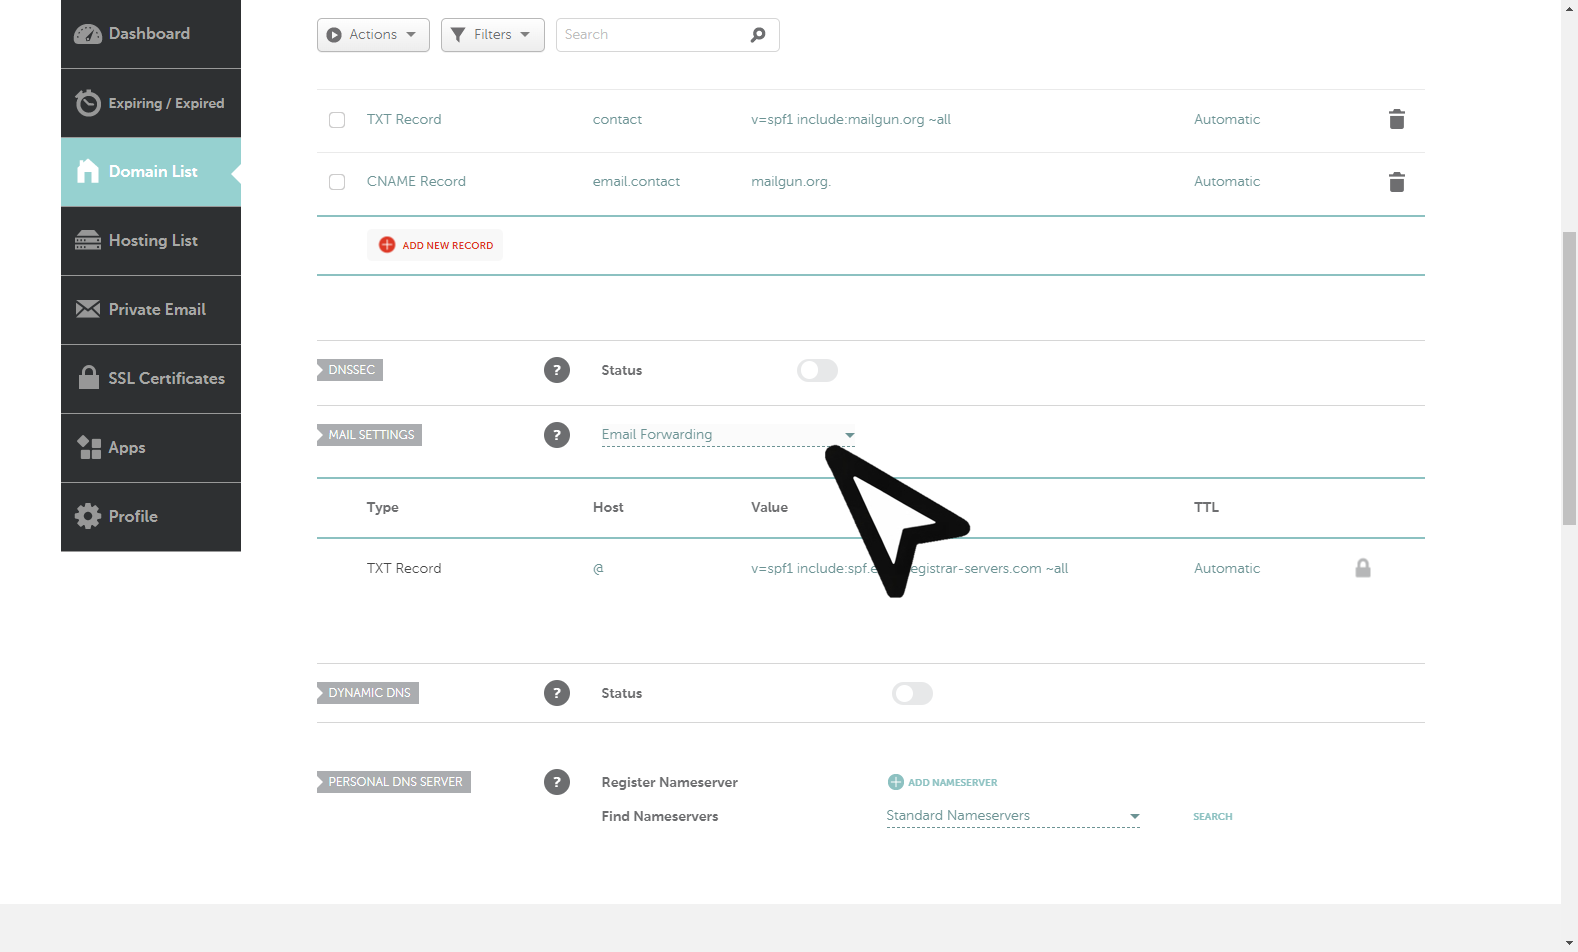 Dashboard
Expiring / Expired
Domain List
Hosting List
Private Email
SSL Certificates
Apps
Profile
Actions
Filters
Search
TXT Record contact v=spf1 include:mailgun.org ~all Automatic
CNAME Record email.contact mailgun.org. Automatic
ADD NEW RECORD
DNSSEC ? Status
MAIL SETTINGS ? Email Forwarding
Type Host Value TTL
TXT Record @ v=spf1 include:spf.e egistrar-servers.com ~all Automatic
DYNAMIC DNS ? Status
PERSONAL DNS SERVER ? Register Nameserver ADD NAMESERVER
Find Nameservers Standard Nameservers SEARCH